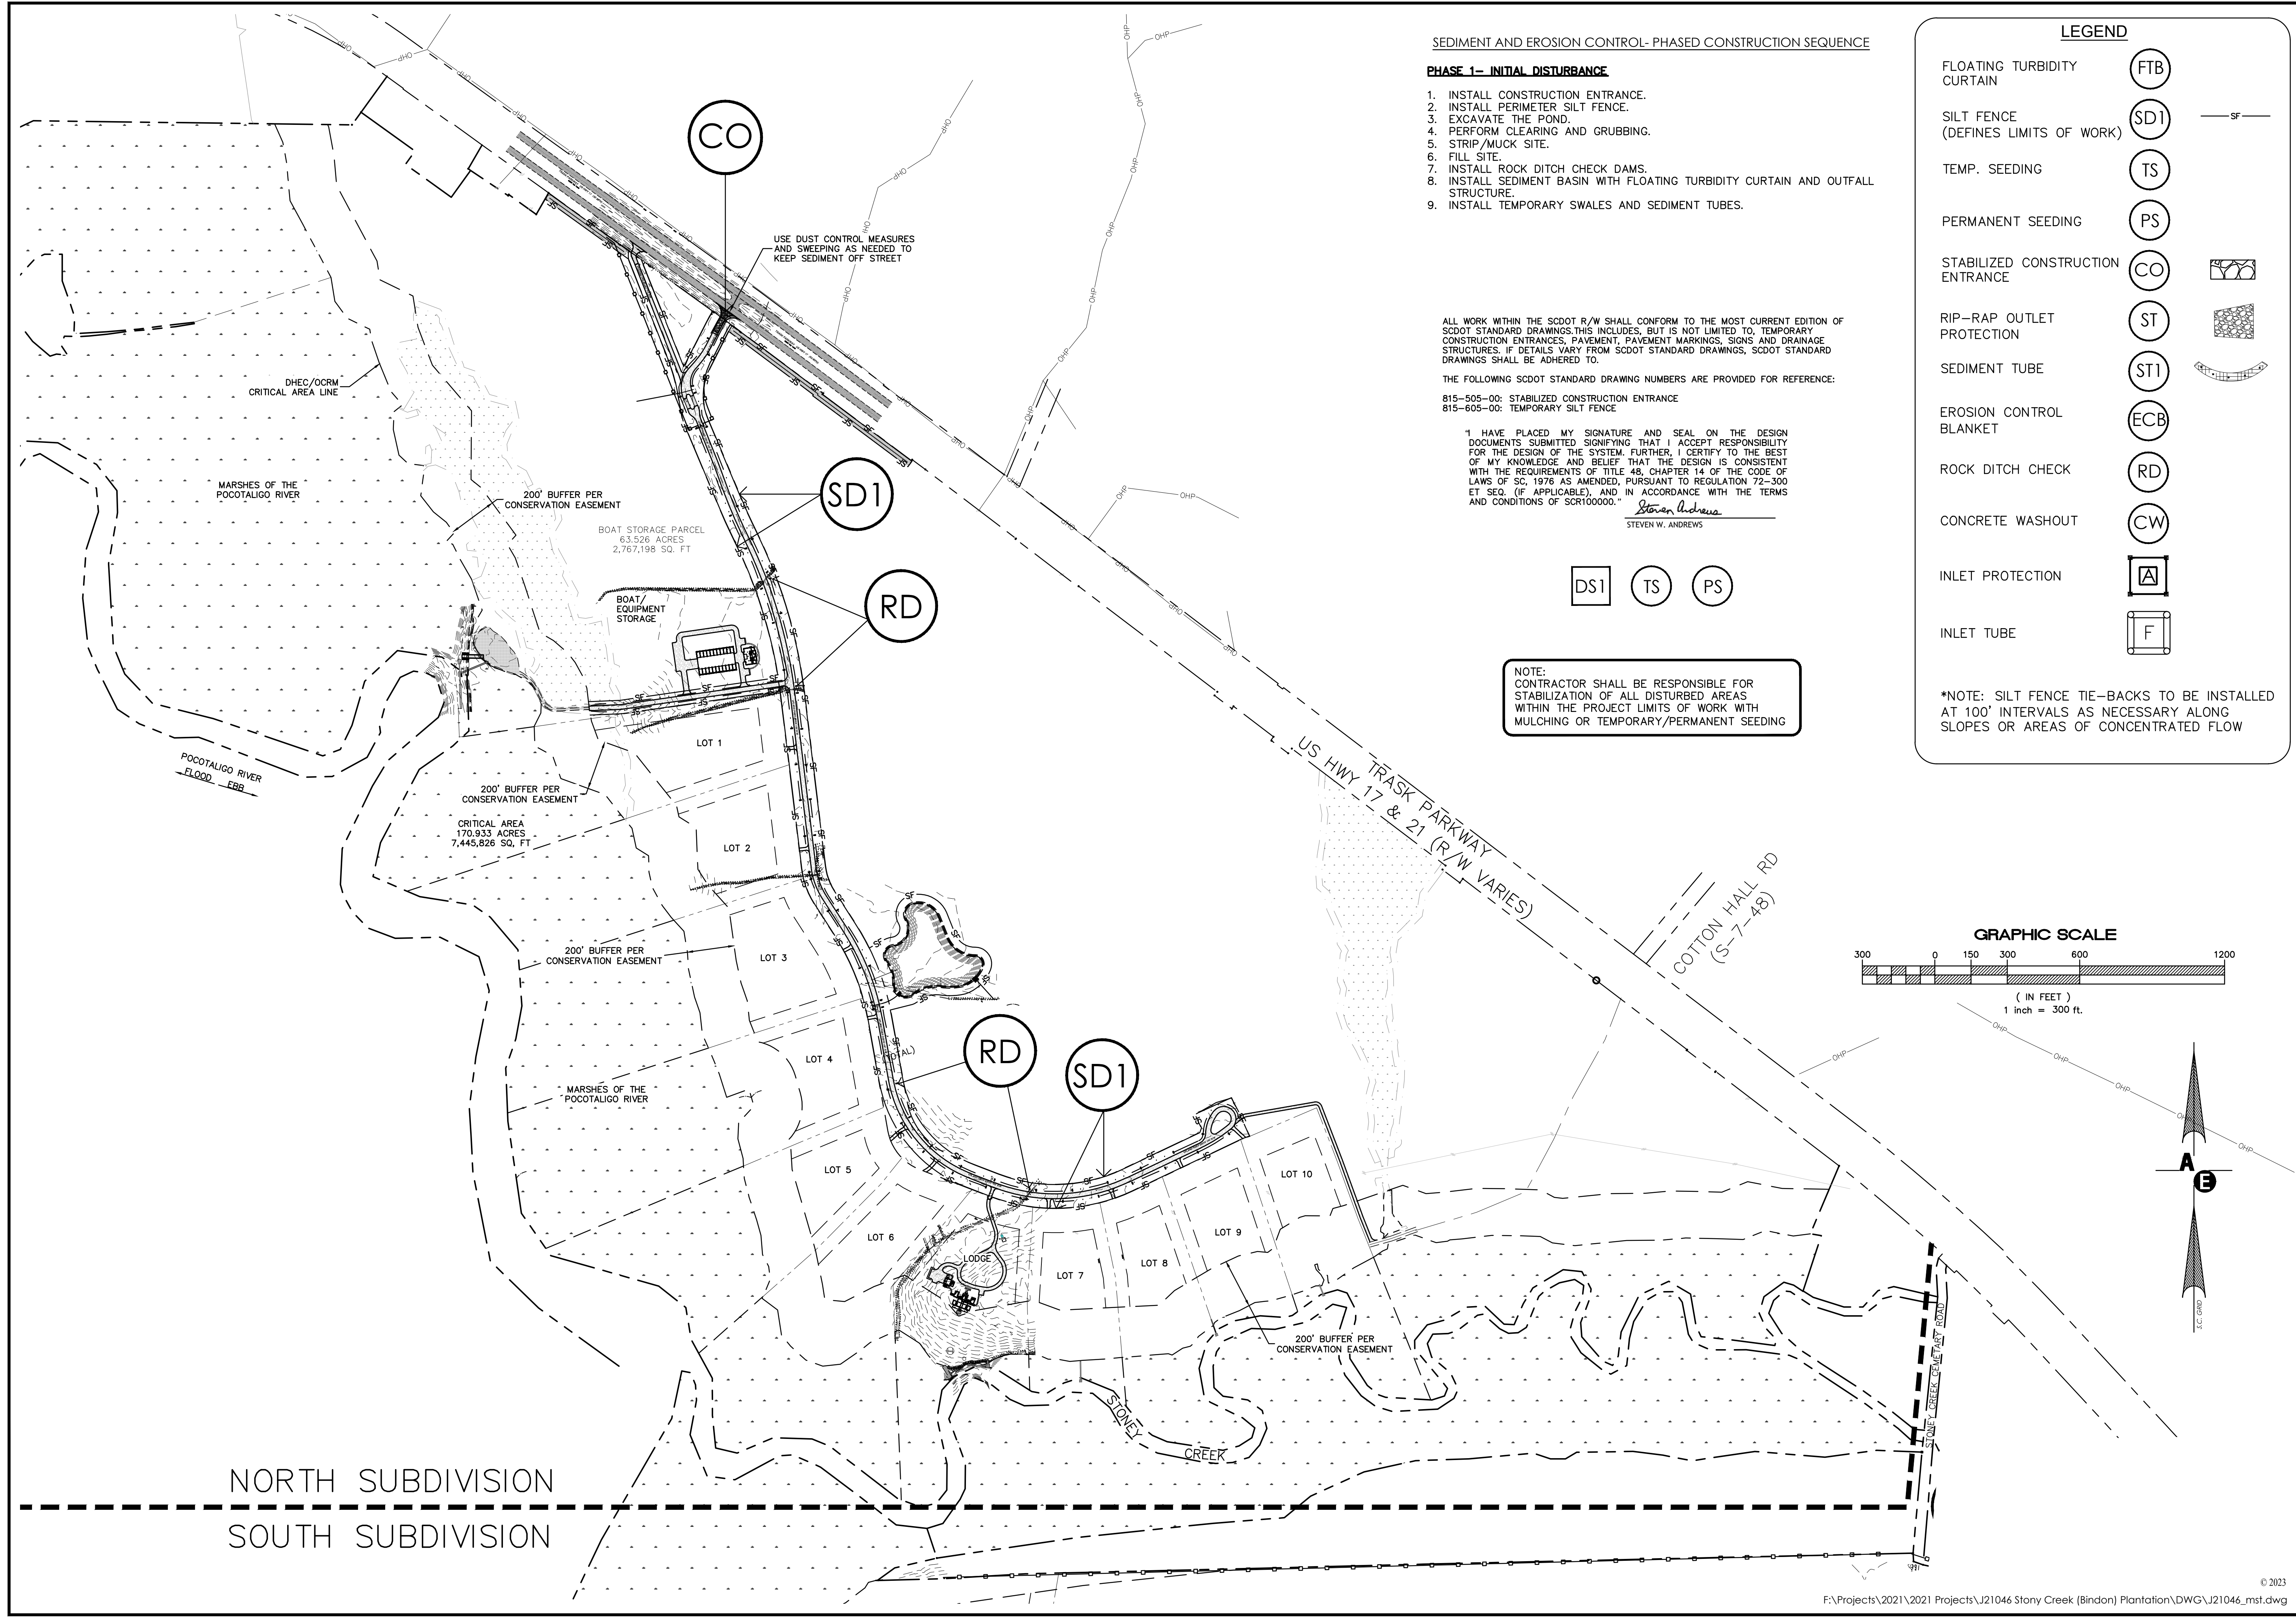 SEDIMENT AND EROSION CONTROL- PHASED CONSTRUCTION SEQUENCE
PHASE 1- INITIAL DISTURBANCE
1. INSTALL CONSTRUCTION ENTRANCE.
2. INSTALL PERIMETER SILT FENCE.
3. EXCAVATE THE POND.
4. PERFORM CLEARING AND GRUBBING.
5. STRIP/MUCK SITE.
6. FILL SITE.
7. INSTALL ROCK DITCH CHECK DAMS.
8. INSTALL SEDIMENT BASIN WITH FLOATING TURBIDITY CURTAIN AND OUTFALL
STRUCTURE.
9. INSTALL TEMPORARY SWALES AND SEDIMENT TUBES.
ALL WORK WITHIN THE SCDOT R/W SHALL CONFORM TO THE MOST CURRENT EDITION OF
SCDOT STANDARD DRAWINGS.THIS INCLUDES, BUT IS NOT LIMITED TO, TEMPORARY
CONSTRUCTION ENTRANCES, PAVEMENT, PAVEMENT MARKINGS, SIGNS AND DRAINAGE
STRUCTURES. IF DETAILS VARY FROM SCDOT STANDARD DRAWINGS, SCDOT STANDARD
DRAWINGS SHALL BE ADHERED TO.
THE FOLLOWING SCDOT STANDARD DRAWING NUMBERS ARE PROVIDED FOR REFERENCE:
815-505-00: STABILIZED CONSTRUCTION ENTRANCE
815-605-00: TEMPORARY SILT FENCE
"I HAVE PLACED MY SIGNATURE AND SEAL ON THE DESIGN
DOCUMENTS SUBMITTED SIGNIFYING THAT I ACCEPT RESPONSIBILITY
FOR THE DESIGN OF THE SYSTEM. FURTHER, I CERTIFY TO THE BEST
OF MY KNOWLEDGE AND BELIEF THAT THE DESIGN IS CONSISTENT
WITH THE REQUIREMENTS OF TITLE 48, CHAPTER 14 OF THE CODE OF
LAWS OF SC, 1976 AS AMENDED, PURSUANT TO REGULATION 72-300
ET SEQ. (IF APPLICABLE), AND IN ACCORDANCE WITH THE TERMS
AND CONDITIONS OF SCR100000."
Steven Andrews
STEVEN W. ANDREWS
DS1 TS PS
NOTE:
CONTRACTOR SHALL BE RESPONSIBLE FOR
STABILIZATION OF ALL DISTURBED AREAS
WITHIN THE PROJECT LIMITS OF WORK WITH
MULCHING OR TEMPORARY/PERMANENT SEEDING
LEGEND
FLOATING TURBIDITY
CURTAIN
FTB
SILT FENCE
(DEFINES LIMITS OF WORK)
SD1
SF
TEMP. SEEDING
TS
PERMANENT SEEDING
PS
STABILIZED CONSTRUCTION
ENTRANCE
CO
RIP-RAP OUTLET
PROTECTION
ST
SEDIMENT TUBE
ST1
EROSION CONTROL
BLANKET
ECB
ROCK DITCH CHECK
RD
CONCRETE WASHOUT
CW
INLET PROTECTION
A
INLET TUBE
F
*NOTE: SILT FENCE TIE-BACKS TO BE INSTALLED
AT 100' INTERVALS AS NECESSARY ALONG
SLOPES OR AREAS OF CONCENTRATED FLOW
CO
USE DUST CONTROL MEASURES
AND SWEEPING AS NEEDED TO
KEEP SEDIMENT OFF STREET
DHEC/OCRM
CRITICAL AREA LINE
MARSHES OF THE
POCOTALIGO RIVER
200' BUFFER PER
CONSERVATION EASEMENT
BOAT STORAGE PARCEL
63.526 ACRES
2,767,198 SQ. FT
SD1
BOAT/
EQUIPMENT
STORAGE
RD
POCOTALIGO RIVER
FLOOD EBB
LOT 1
200' BUFFER PER
CONSERVATION EASEMENT
CRITICAL AREA
170.933 ACRES
7,445,826 SQ, FT
LOT 2
200' BUFFER PER
CONSERVATION EASEMENT
LOT 3
LOT 4
MARSHES OF THE
POCOTALIGO RIVER
RD
SD1
LOT 5
LOT 6
LODGE
LOT 7
LOT 8
LOT 9
LOT 10
200' BUFFER PER
CONSERVATION EASEMENT
STONEY
CREEK
TRASK PARKWAY
US HWY 17 & 21 (R/W VARIES)
COTTON HALL RD
(S-7-48)
GRAPHIC SCALE
300 0 150 300 600 1200
( IN FEET )
1 inch = 300 ft.
A
E
S.C. GRID
STONEY CREEK CEMETARY ROAD
NORTH SUBDIVISION
SOUTH SUBDIVISION
© 2023
F:\Projects\2021\2021 Projects\J21046 Stony Creek (Bindon) Plantation\DWG\J21046_mst.dwg